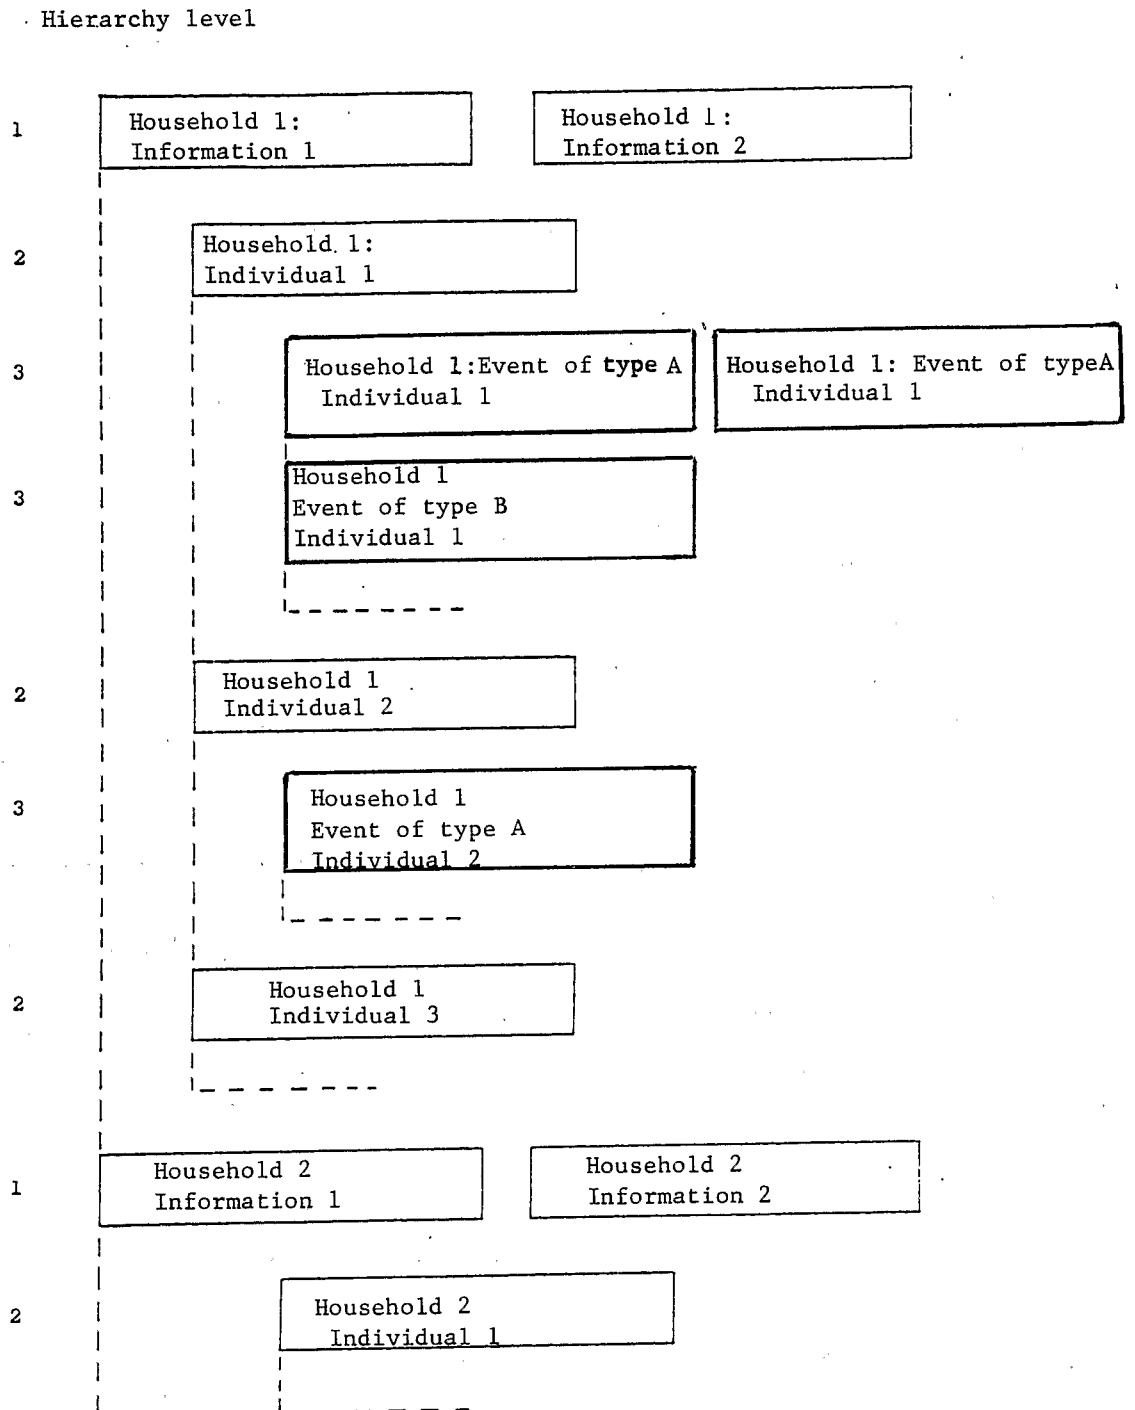 Hierarchy level
1
Household 1:
Information 1
Household 1:
Information 2
2
Household 1:
Individual 1
3
Household 1:Event of type A
Individual 1
Household 1: Event of typeA
Individual 1
3
Household 1
Event of type B
Individual 1
2
Household 1
Individual 2
3
Household 1
Event of type A
Individual 2
2
Household 1
Individual 3
1
Household 2
Information 1
Household 2
Information 2
2
Household 2
Individual 1